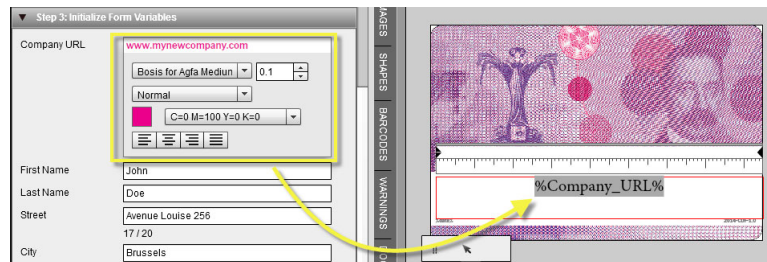 Step 3: Initialize Form Variables
Company URL
www.mynewcompany.com
Bosis for Agfa Mediun
0.1
Normal
C=0 M=100 Y=0 K=0
First Name
John
Last Name
Doe
Street
Avenue Louise 256
17 / 20
City
Brussels
AGES
SHAPES
BARCODES
WARNINGS
%Company_URL%